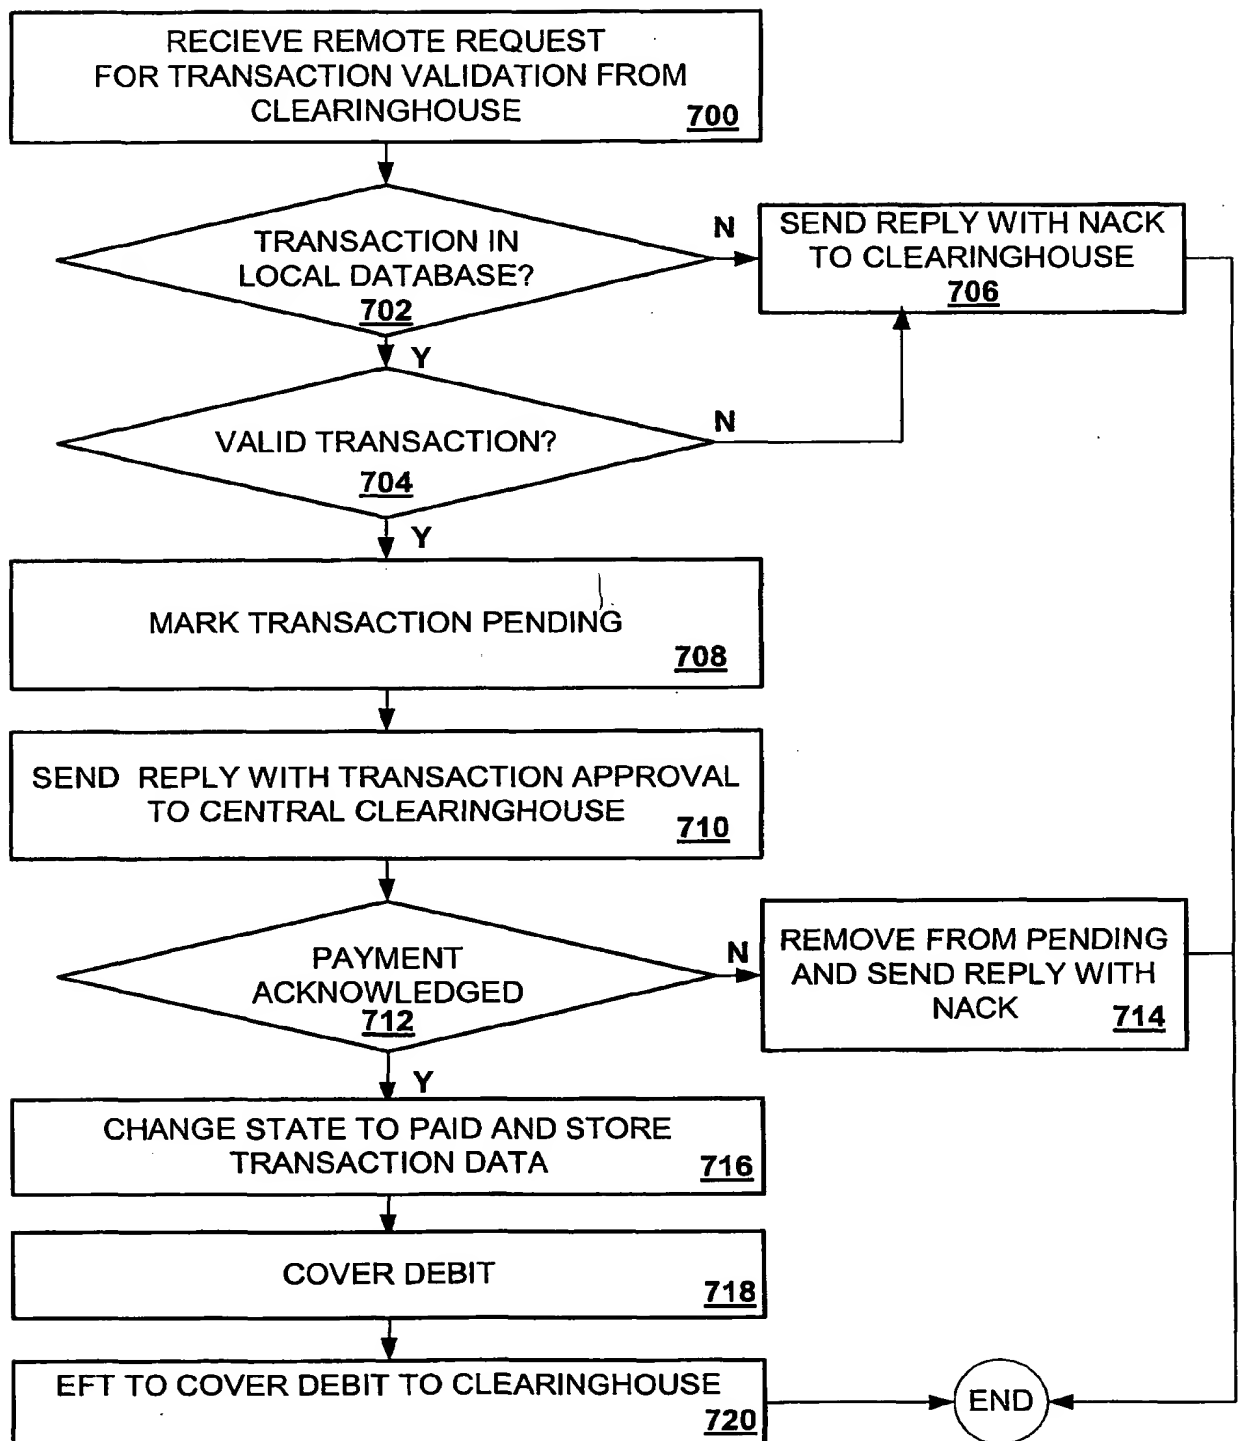 RECIEVE REMOTE REQUEST
FOR TRANSACTION VALIDATION FROM
CLEARINGHOUSE
700
TRANSACTION IN
LOCAL DATABASE?
702
N
SEND REPLY WITH NACK
TO CLEARINGHOUSE
706
Y
VALID TRANSACTION?
704
N
Y
MARK TRANSACTION PENDING
708
SEND REPLY WITH TRANSACTION APPROVAL
TO CENTRAL CLEARINGHOUSE
710
PAYMENT
ACKNOWLEDGED
712
N
REMOVE FROM PENDING
AND SEND REPLY WITH
NACK
714
Y
CHANGE STATE TO PAID AND STORE
TRANSACTION DATA
716
COVER DEBIT
718
EFT TO COVER DEBIT TO CLEARINGHOUSE
720
END